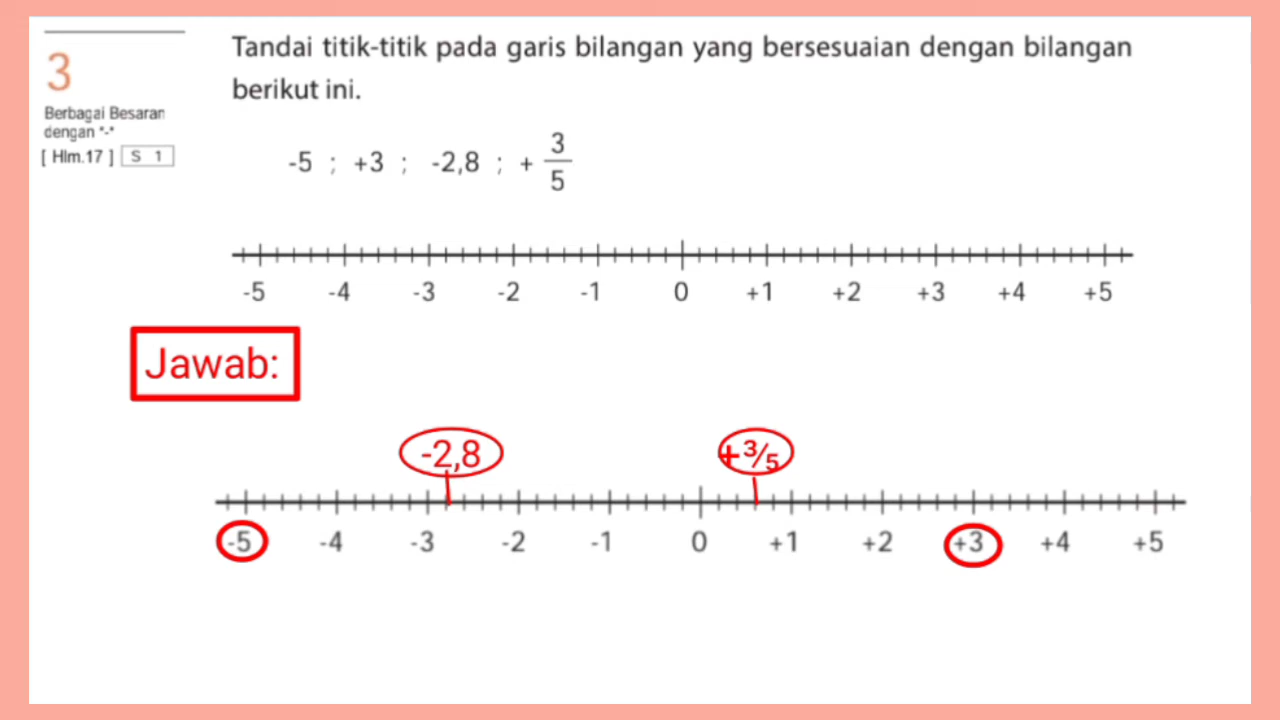 3
Berbagai Besaran
dengan "-"
[ Hlm.17 ] S 1
Tandai titik-titik pada garis bilangan yang bersesuaian dengan bilangan
berikut ini.
-5 ; +3 ; -2,8 ; + 3/5
-5 -4 -3 -2 -1 0 +1 +2 +3 +4 +5
Jawab:
-2,8 +3/5
-5 -4 -3 -2 -1 0 +1 +2 +3 +4 +5